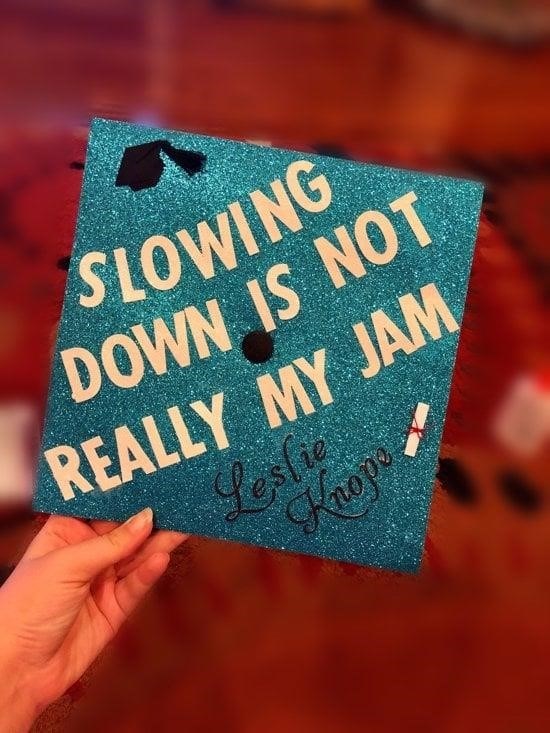 SLOWING
DOWN IS NOT
REALLY MY JAM
Leslie
Knope